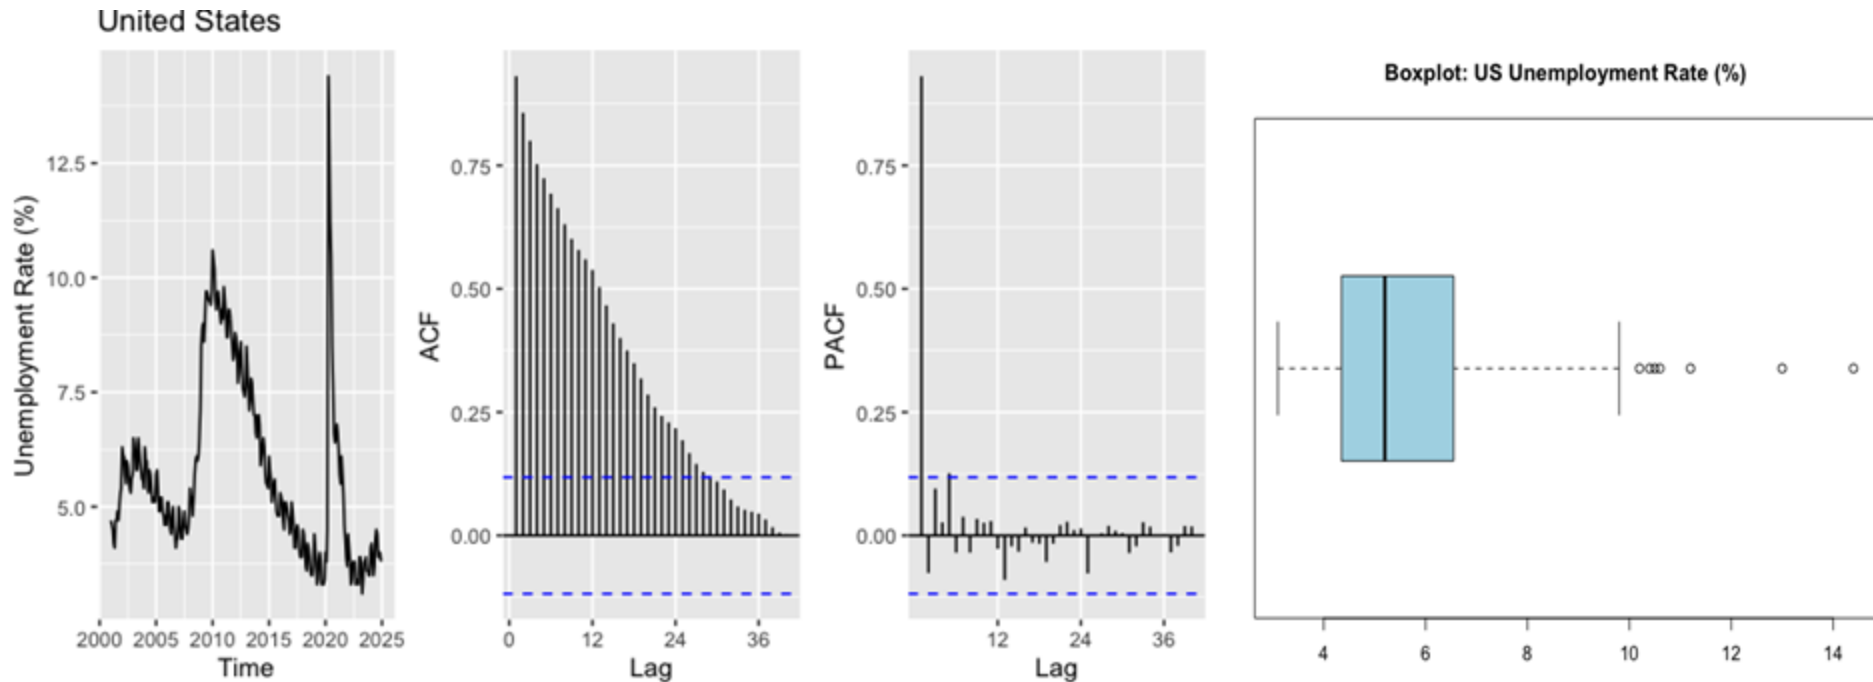 United States
Unemployment Rate (%)
12.5
10.0
7.5
5.0
2000 2005 2010 2015 2020 2025
Time
ACF
0.75
0.50
0.25
0.00
0 12 24 36
Lag
PACF
0.75
0.50
0.25
0.00
12 24 36
Lag
Boxplot: US Unemployment Rate (%)
4 6 8 10 12 14